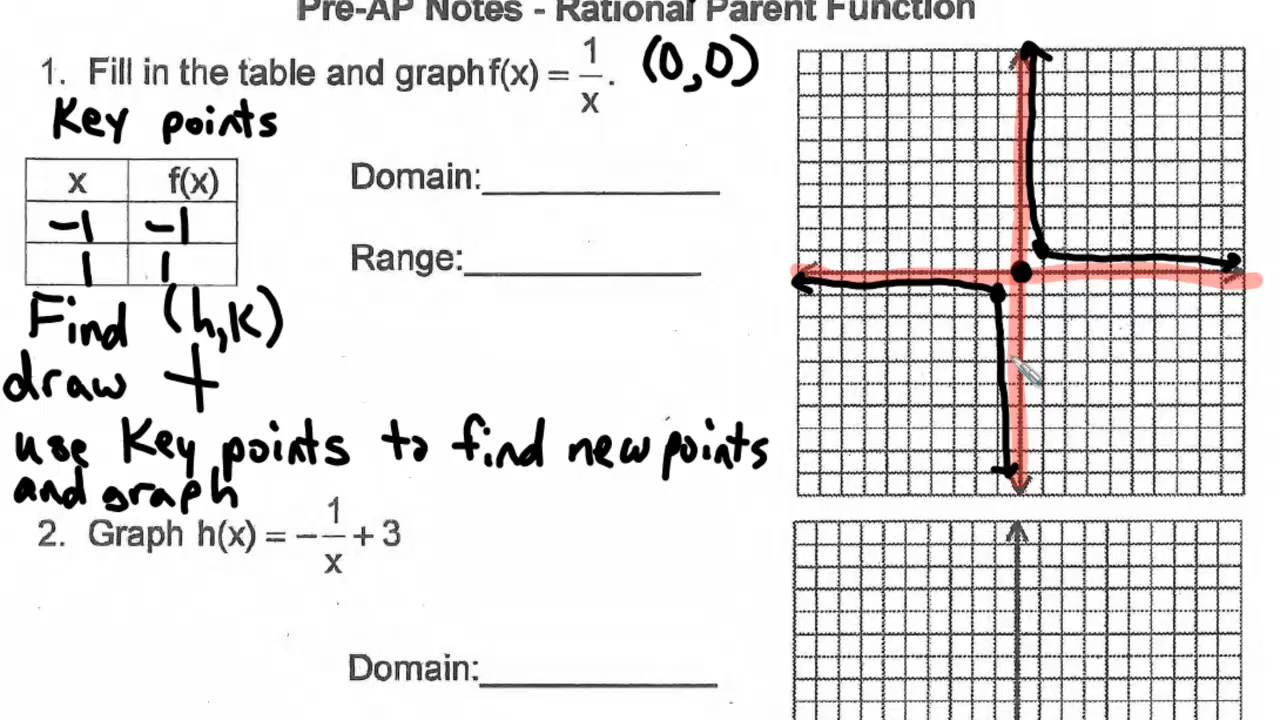 Pre-AP Notes - Rational Parent Function
1. Fill in the table and graph f(x) = 1/x. (0,0)
Key points
x f(x)
-1 -1
1 1
Domain:
Range:
Find (h,k)
draw +
use Key points to find new points
and graph
2. Graph h(x) = -1/x + 3
Domain: